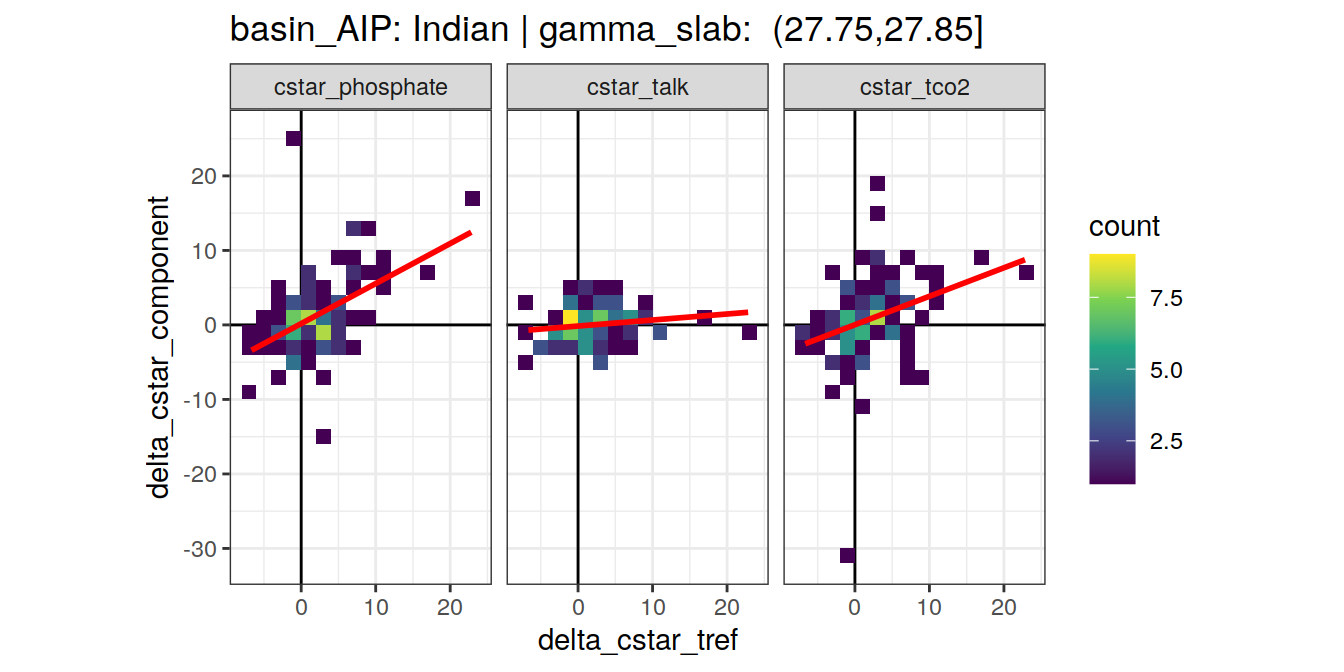 basin_AIP: Indian | gamma_slab:  (27.75,27.85]
cstar_phosphate
cstar_talk
cstar_tco2
delta_cstar_component
20
10
0
-10
-20
-30
0 10 20
0 10 20
0 10 20
delta_cstar_tref
count
7.5
5.0
2.5